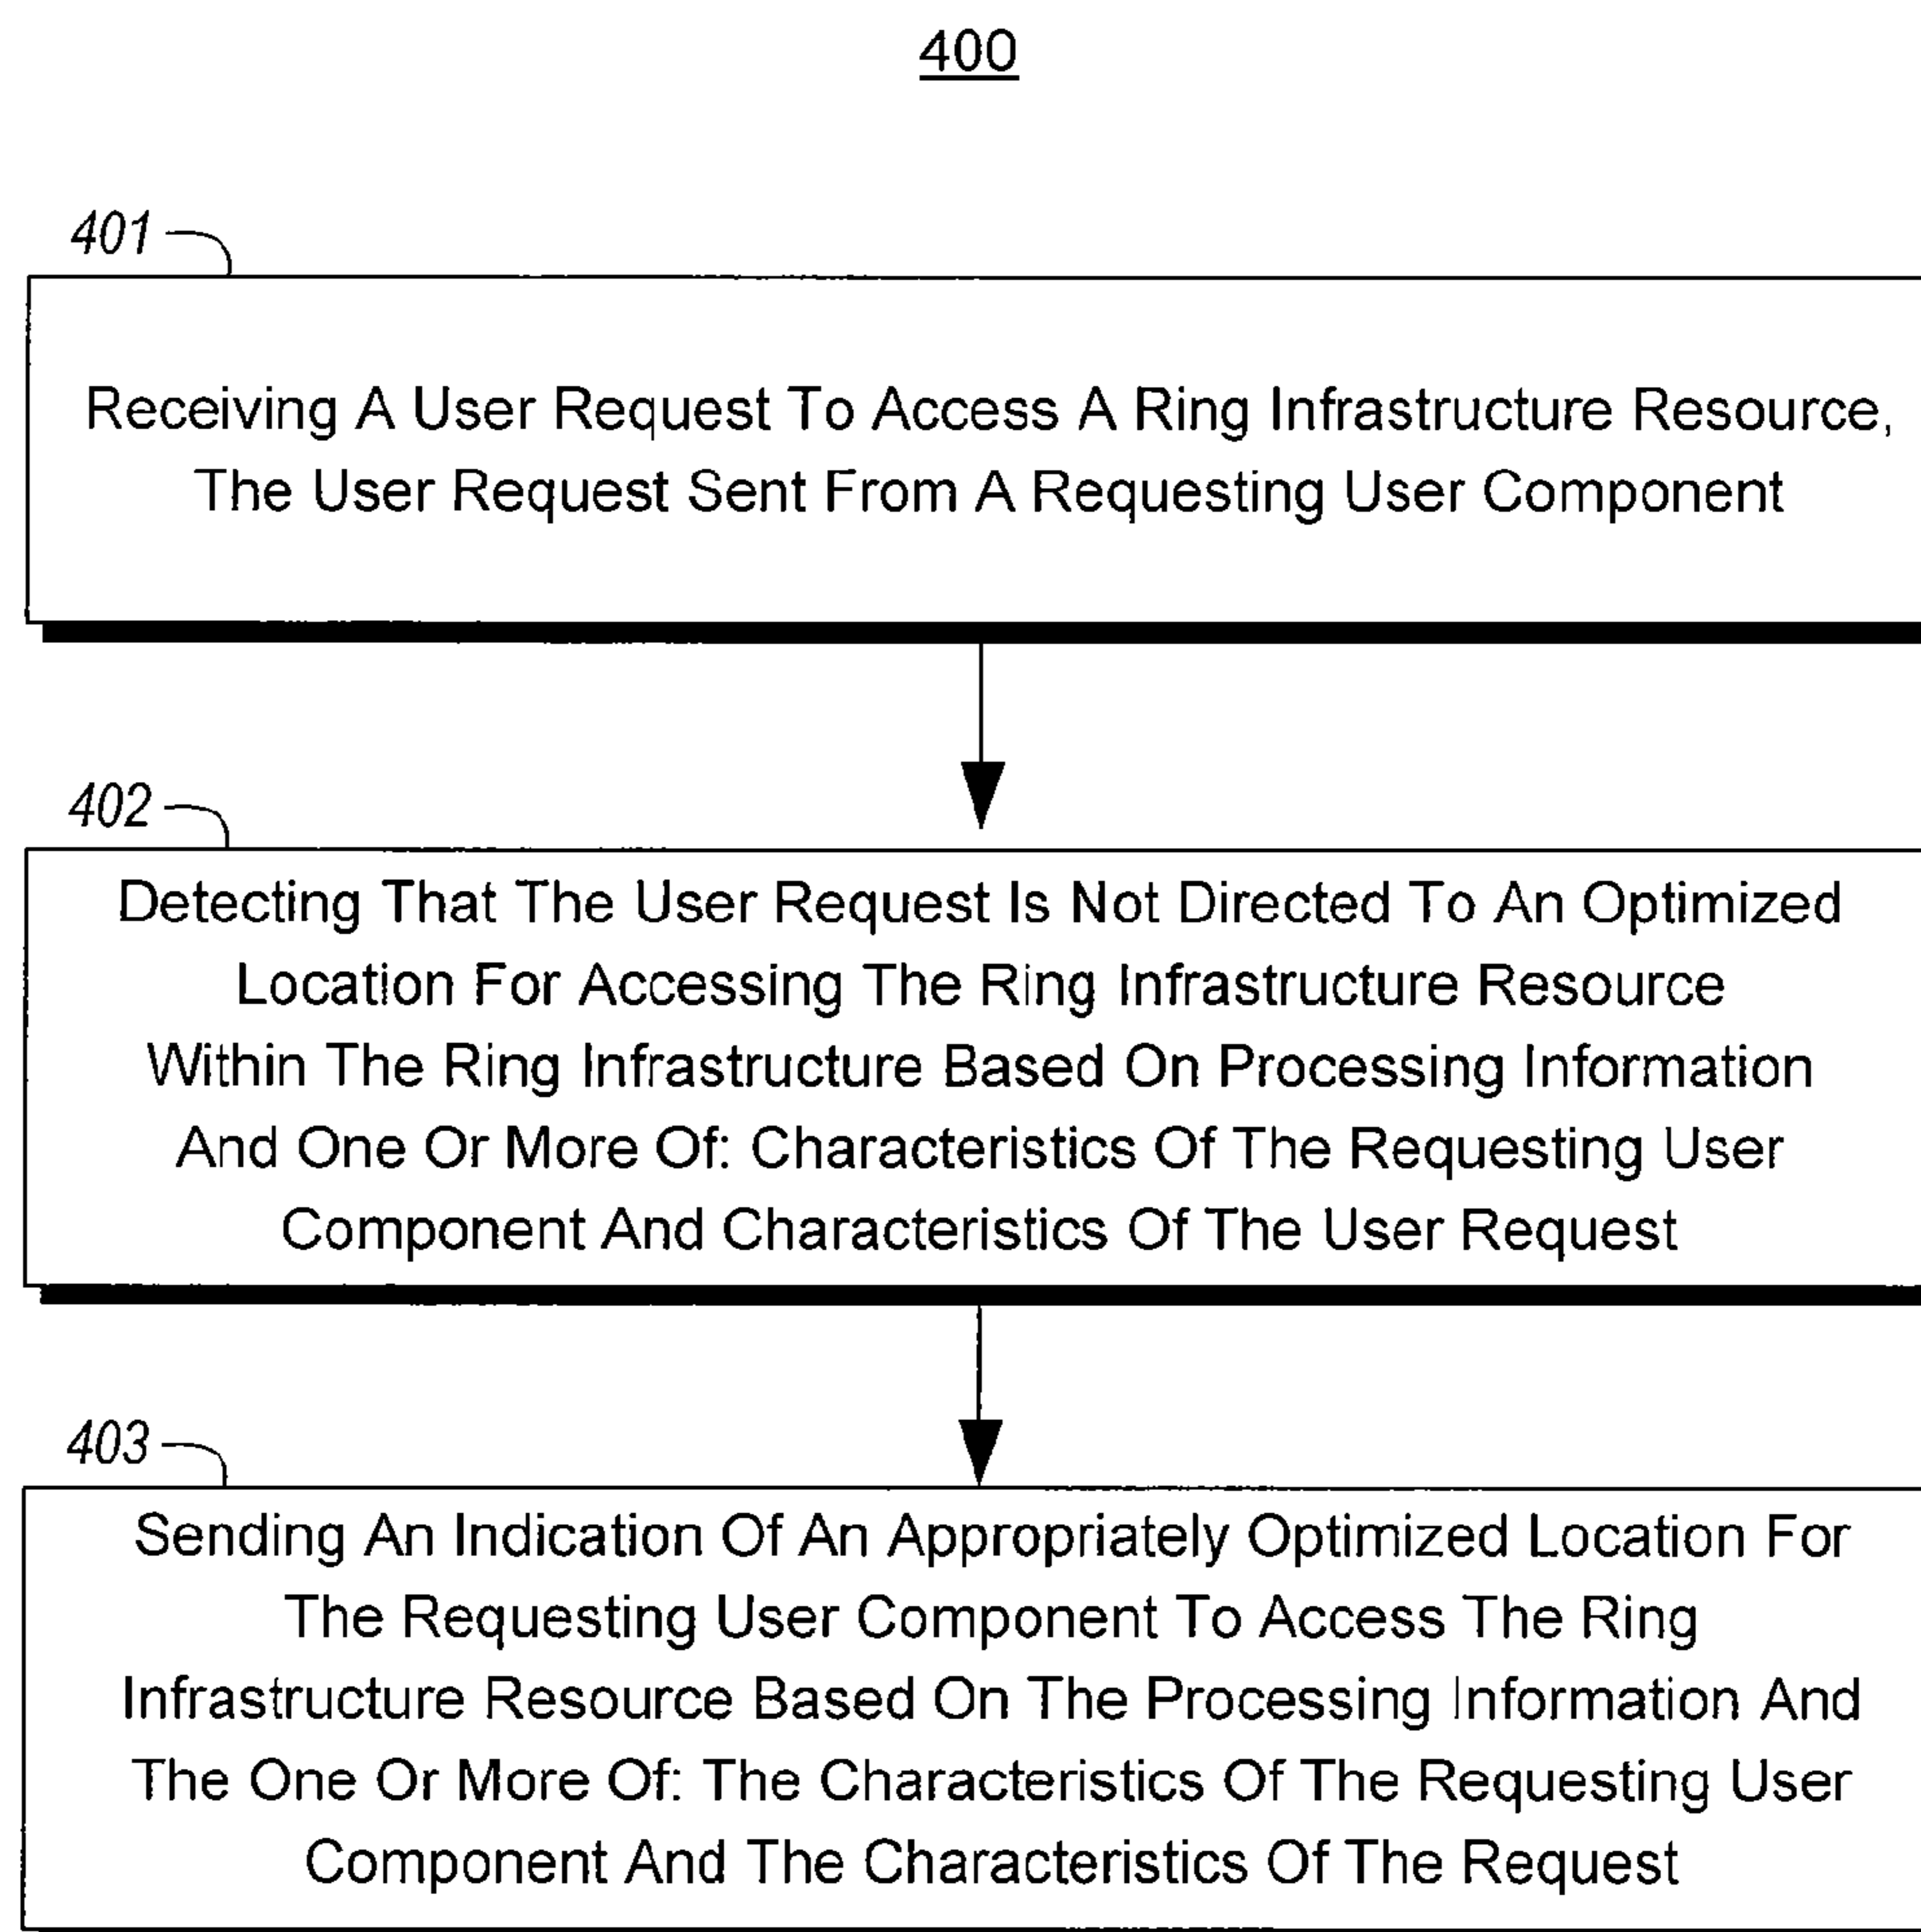 400
401
Receiving A User Request To Access A Ring Infrastructure Resource,
The User Request Sent From A Requesting User Component
402
Detecting That The User Request Is Not Directed To An Optimized
Location For Accessing The Ring Infrastructure Resource
Within The Ring Infrastructure Based On Processing Information
And One Or More Of: Characteristics Of The Requesting User
Component And Characteristics Of The User Request
403
Sending An Indication Of An Appropriately Optimized Location For
The Requesting User Component To Access The Ring
Infrastructure Resource Based On The Processing Information And
The One Or More Of: The Characteristics Of The Requesting User
Component And The Characteristics Of The Request